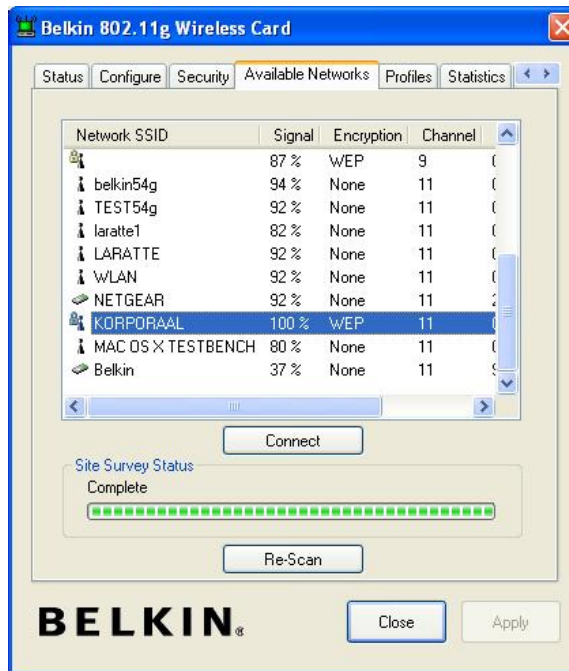 Belkin 802.11g Wireless Card
Status Configure Security Available Networks Profiles Statistics
Network SSID Signal Encryption Channel
87 % WEP 9
belkin54g 94 % None 11
TEST54g 92 % None 11
laratte1 82 % None 11
LARATTE 92 % None 11
WLAN 92 % None 11
NETGEAR 92 % None 11
KORPORAAL 100 % WEP 11
MAC OS X TESTBENCH 80 % None 11
Belkin 37 % None 11
Connect
Site Survey Status
Complete
Re-Scan
BELKIN® Close Apply